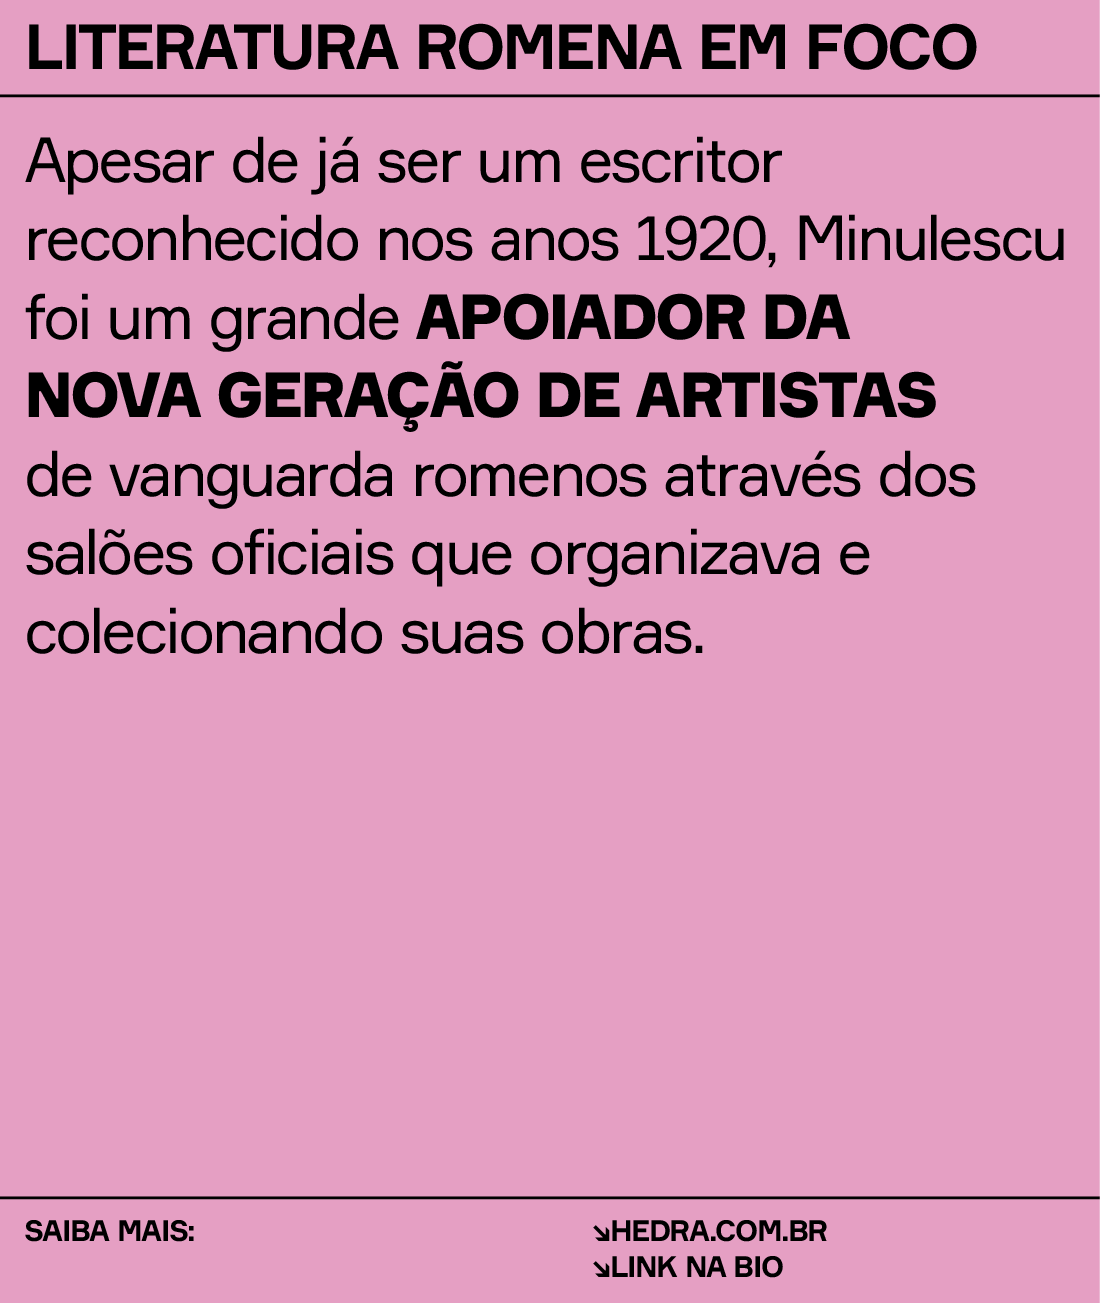 LITERATURA ROMENA EM FOCO
Apesar de já ser um escritor
reconhecido nos anos 1920, Minulescu
foi um grande APOIADOR DA
NOVA GERAÇÃO DE ARTISTAS
de vanguarda romenos através dos
salões oficiais que organizava e
colecionando suas obras.
SAIBA MAIS:
↘HEDRA.COM.BR
↘LINK NA BIO